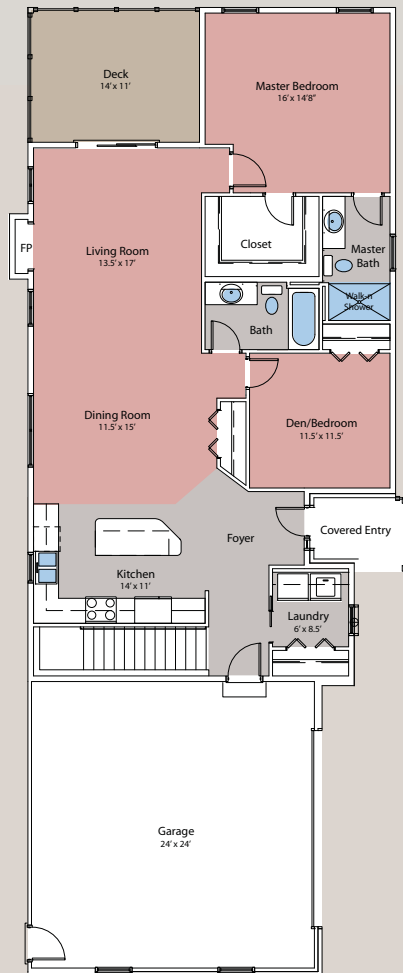 Deck
14' x 11'
Master Bedroom
16' x 14'8"
FP
Living Room
13.5' x 17'
Closet
Master
Bath
Walk-n
Shower
Bath
Dining Room
11.5' x 15'
Den/Bedroom
11.5' x 11.5'
Foyer
Covered Entry
Kitchen
14' x 11'
Laundry
6' x 8.5'
Garage
24' x 24'